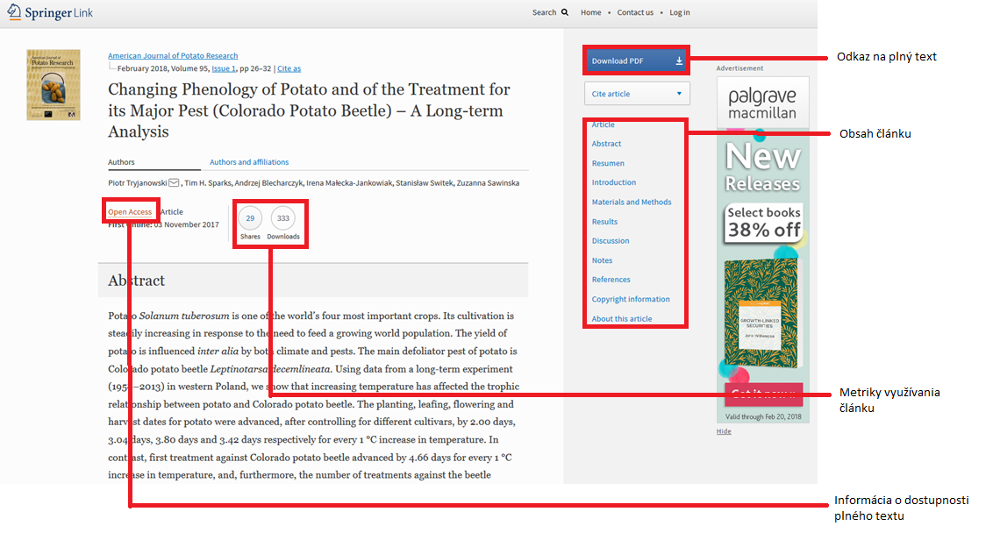 Springer Link
Search
Home • Contact us • Log in
American Journal of
Potato Research
American Journal of Potato Research
February 2018, Volume 95, Issue 1, pp 26–32 | Cite as
Changing Phenology of Potato and of the Treatment for
its Major Pest (Colorado Potato Beetle) – A Long-term
Analysis
Authors
Authors and affiliations
Piotr Tryjanowski, Tim H. Sparks, Andrzej Blecharczyk, Irena Małecka-Jankowiak, Stanisław Switek, Zuzanna Sawinska
Open Access Article
First Online: 03 November 2017
29
Shares
333
Downloads
Abstract
Potato Solanum tuberosum is one of the world's four most important crops. Its cultivation is
steadily increasing in response to the need to feed a growing world population. The yield of
potato is influenced inter alia by both climate and pests. The main defoliator pest of potato is
Colorado potato beetle Leptinotarsa decemlineata. Using data from a long-term experiment
(1958–2013) in western Poland, we show that increasing temperature has affected the trophic
relationship between potato and Colorado potato beetle. The planting, leafing, flowering and
harvest dates for potato were advanced, after controlling for different cultivars, by 2.00 days,
3.04 days, 3.80 days and 3.42 days respectively for every 1 °C increase in temperature. In
contrast, first treatment against Colorado potato beetle advanced by 4.66 days for every 1 °C
increase in temperature, and, furthermore, the number of treatments against the beetle
Download PDF
Cite article
Article
Abstract
Resumen
Introduction
Materials and Methods
Results
Discussion
Notes
References
Copyright information
About this article
Advertisement
palgrave
macmillan
New
Releases
Select books
38% off
GROWTH-LINKED
SECURITIES
John Williamson
Get it now
Valid through Feb 20, 2018
Hide
Odkaz na plný text
Obsah článku
Metriky využívania
článku
Informácia o dostupnosti
plného textu